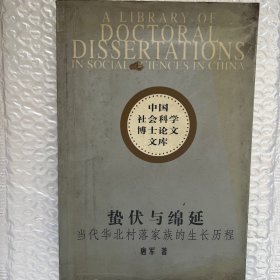 A LIBRARY OF
DOCTORAL
DISSERTATIONS
IN SOCIAL SCIENCES IN CHINA
中国
社会科学
博士论文
文库
蛰伏与绵延
当代华北村落家族的生长历程
唐军 著